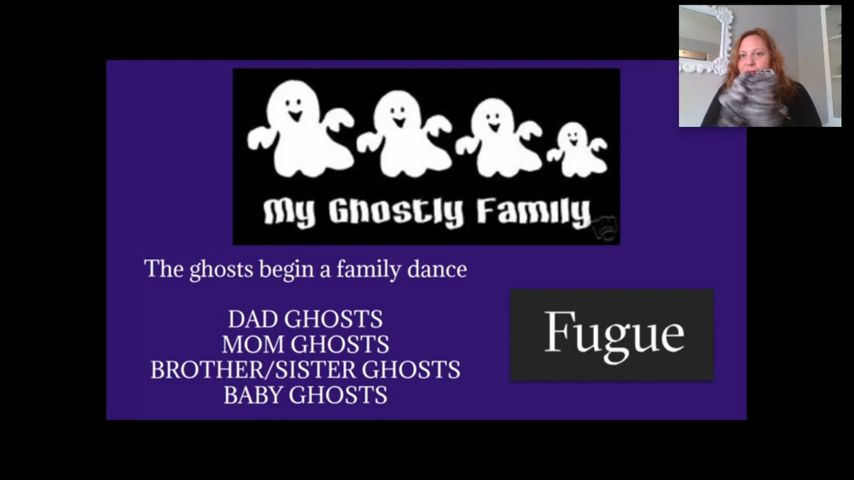 My Ghostly Family
The ghosts begin a family dance
DAD GHOSTS
MOM GHOSTS
BROTHER/SISTER GHOSTS
BABY GHOSTS
Fugue